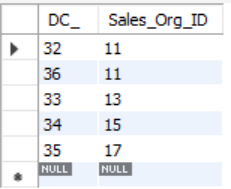 DC_ Sales_Org_ID
32 11
36 11
33 13
34 15
35 17
NULL NULL